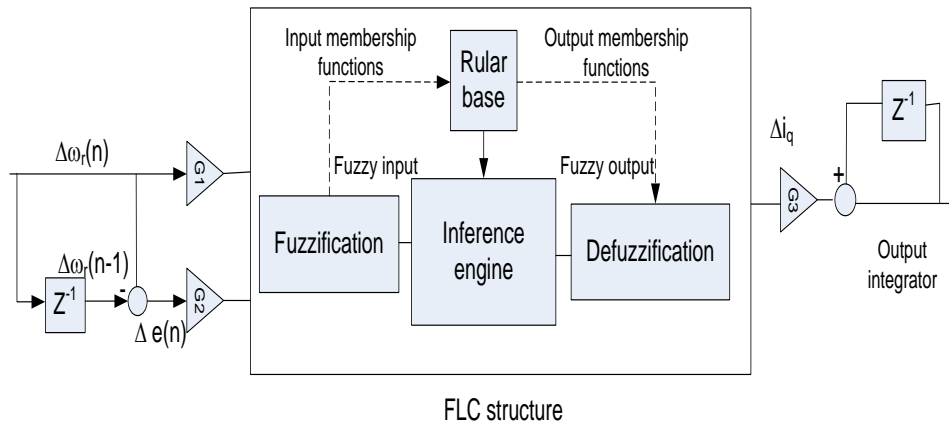 Input membership
functions
Rular
base
Output membership
functions
Z-1
Δiq
Δωr(n)
G1
Fuzzy input
Fuzzy output
+
G3
Fuzzification
Inference
engine
Defuzzification
Output
integrator
Δωr(n-1)
Z-1
-
G2
Δ e(n)
FLC structure